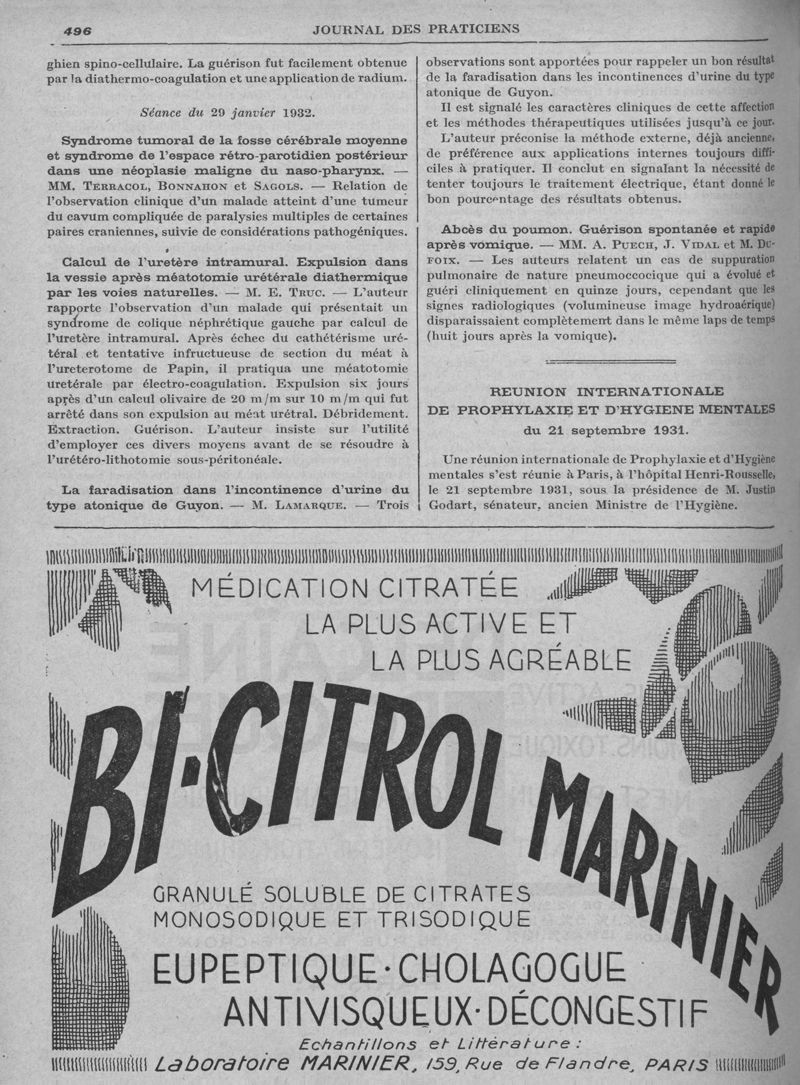 496
JOURNAL DES PRATICIENS
ghien spino-cellulaire. La guérison fut facilement obtenue
par la diathermo-coagulation et une application de radium.
Séance du 29 janvier 1932.
Syndrome tumoral de la fosse cérébrale moyenne
et syndrome de l'espace rétro-parotidien postérieur
dans une néoplasie maligne du naso-pharynx. —
MM. Terracol, Bonnahon et Sagols. — Relation de
l'observation clinique d'un malade atteint d'une tumeur
du cavum compliquée de paralysies multiples de certaines
paires craniennes, suivie de considérations pathogéniques.
Calcul de l'uretère intramural. Expulsion dans
la vessie après méatotomie urétérale diathermique
par les voies naturelles. — M. E. Truc. — L'auteur
rapporte l'observation d'un malade qui présentait un
syndrome de colique néphrétique gauche par calcul de
l'uretère intramural. Après échec du cathétérisme uré-
téral et tentative infructueuse de section du méat à
l'ureterotome de Papin, il pratiqua une méatotomie
uretérale par électro-coagulation. Expulsion six jours
après d'un calcul olivaire de 20 m/m sur 10 m/m qui fut
arrêté dans son expulsion au méat urétral. Débridement.
Extraction. Guérison. L'auteur insiste sur l'utilité
d'employer ces divers moyens avant de se résoudre à
l'urétéro-lithotomie sous-péritonéale.
La faradisation dans l'incontinence d'urine du
type atonique de Guyon. — M. Lamarque. — Trois
observations sont apportées pour rappeler un bon résultat
de la faradisation dans les incontinences d'urine du type
atonique de Guyon.
Il est signalé les caractères cliniques de cette affection
et les méthodes thérapeutiques utilisées jusqu'à ce jour.
L'auteur préconise la méthode externe, déjà ancienne,
de préférence aux applications internes toujours diffi-
ciles à pratiquer. Il conclut en signalant la nécessité de
tenter toujours le traitement électrique, étant donné le
bon pourcentage des résultats obtenus.
Abcès du poumon. Guérison spontanée et rapide
après vomique. — MM. A. Puech, J. Vidal et M. Du-
foix. — Les auteurs relatent un cas de suppuration
pulmonaire de nature pneumococcique qui a évolué et
guéri cliniquement en quinze jours, cependant que les
signes radiologiques (volumineuse image hydroaérique)
disparaissaient complètement dans le même laps de temps
(huit jours après la vomique).
REUNION INTERNATIONALE
DE PROPHYLAXIE ET D'HYGIENE MENTALES
du 21 septembre 1931.
Une réunion internationale de Prophylaxie et d'Hygiène
mentales s'est réunie à Paris, à l'hôpital Henri-Rousselle,
le 21 septembre 1931, sous la présidence de M. Justin
Godart, sénateur, ancien Ministre de l'Hygiène.
MÉDICATION CITRATÉE
LA PLUS ACTIVE ET
LA PLUS AGRÉABLE
BI-CITROL MARINIER
GRANULÉ SOLUBLE DE CITRATES
MONOSODIQUE ET TRISODIQUE
EUPEPTIQUE·CHOLAGOGUE
ANTIVISQUEUX·DÉCONGESTIF
Echantillons et Littérature :
Laboratoire MARINIER, 159, Rue de Flandre, PARIS